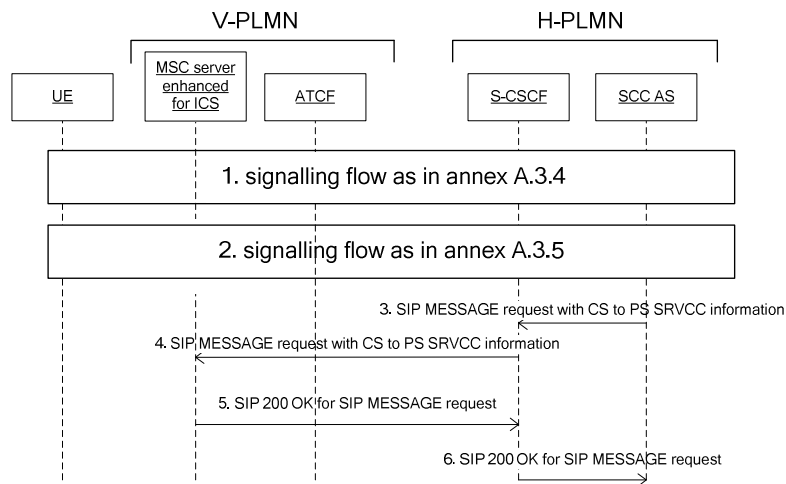 V-PLMN
H-PLMN
UE
MSC server
enhanced
for ICS
ATCF
S-CSCF
SCC AS
1. signalling flow as in annex A.3.4
2. signalling flow as in annex A.3.5
3. SIP MESSAGE request with CS to PS SRVCC information
4. SIP MESSAGE request with CS to PS SRVCC information
5. SIP 200 OK for SIP MESSAGE request
6. SIP 200 OK for SIP MESSAGE request